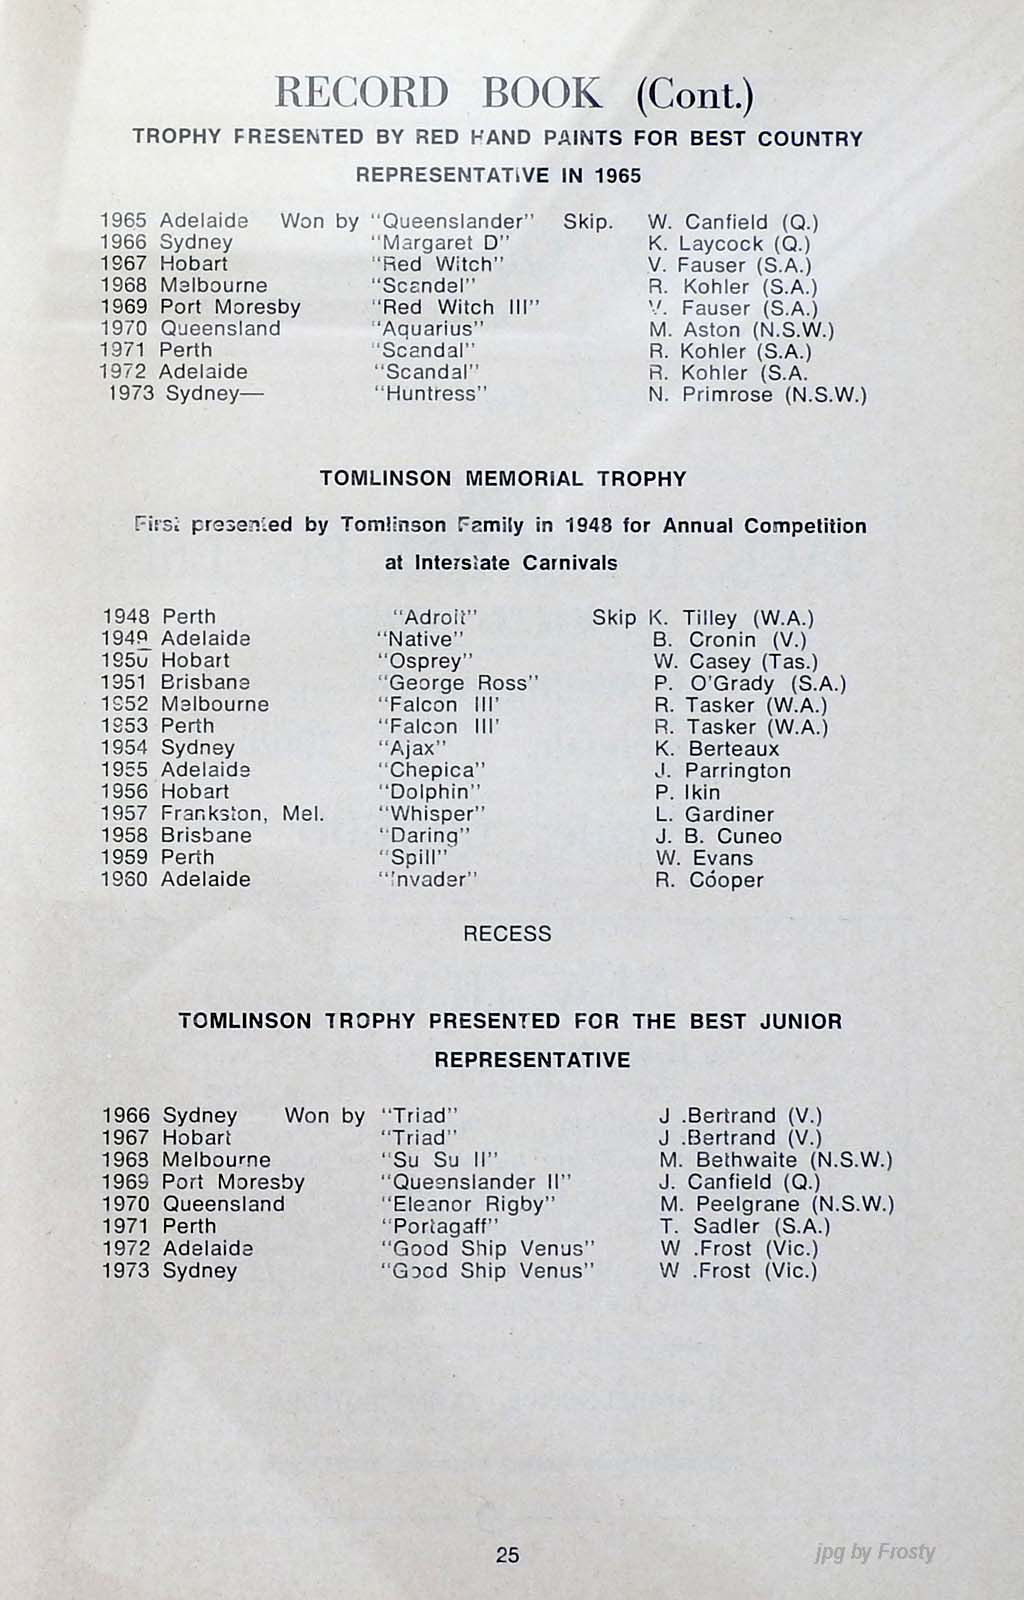 RECORD BOOK (Cont.)
TROPHY PRESENTED BY RED HAND PAINTS FOR BEST COUNTRY
REPRESENTATIVE IN 1965
1965 Adelaide Won by "Queenslander" Skip. W. Canfield (Q.)
1966 Sydney "Margaret D" K. Laycock (Q.)
1967 Hobart "Red Witch" V. Fauser (S.A.)
1968 Melbourne "Scandel" R. Kohler (S.A.)
1969 Port Moresby "Red Witch III" V. Fauser (S.A.)
1970 Queensland "Aquarius" M. Aston (N.S.W.)
1971 Perth "Scandal" R. Kohler (S.A.)
1972 Adelaide "Scandal" R. Kohler (S.A.
1973 Sydney— "Huntress" N. Primrose (N.S.W.)
TOMLINSON MEMORIAL TROPHY
First presented by Tomlinson Family in 1948 for Annual Competition
at Interstate Carnivals
1948 Perth "Adroit" Skip K. Tilley (W.A.)
1949 Adelaide "Native" B. Cronin (V.)
1950 Hobart "Osprey" W. Casey (Tas.)
1951 Brisbane "George Ross" P. O'Grady (S.A.)
1952 Melbourne "Falcon III' R. Tasker (W.A.)
1953 Perth "Falcon III' R. Tasker (W.A.)
1954 Sydney "Ajax" K. Berteaux
1955 Adelaide "Chepica" J. Parrington
1956 Hobart "Dolphin" P. Ikin
1957 Frankston, Mel. "Whisper" L. Gardiner
1958 Brisbane "Daring" J. B. Cuneo
1959 Perth "Spill" W. Evans
1960 Adelaide "Invader" R. Cóoper
RECESS
TOMLINSON TROPHY PRESENTED FOR THE BEST JUNIOR
REPRESENTATIVE
1966 Sydney Won by "Triad" J .Bertrand (V.)
1967 Hobart "Triad" J .Bertrand (V.)
1968 Melbourne "Su Su II" M. Bethwaite (N.S.W.)
1969 Port Moresby "Queenslander II" J. Canfield (Q.)
1970 Queensland "Eleanor Rigby" M. Peelgrane (N.S.W.)
1971 Perth "Portagaff" T. Sadler (S.A.)
1972 Adelaide "Good Ship Venus" W .Frost (Vic.)
1973 Sydney "Good Ship Venus" W .Frost (Vic.)
25
jpg by Frosty